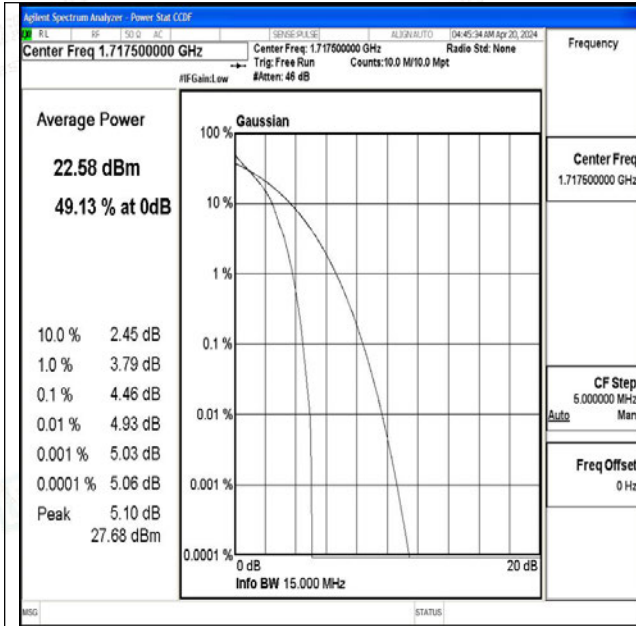 Agilent Spectrum Analyzer - Power Stat CCDF
RL RF 50 Ω AC SENSE:PULSE ALIGNAUTO 04:45:34 AM Apr 20, 2024
Center Freq 1.717500000 GHz
Center Freq: 1.717500000 GHz Radio Std: None
Trig: Free Run Counts:10.0 M/10.0 Mpt
#IFGain:Low #Atten: 46 dB
Frequency
Average Power
22.58 dBm
49.13 % at 0dB
10.0 % 2.45 dB
1.0 % 3.79 dB
0.1 % 4.46 dB
0.01 % 4.93 dB
0.001 % 5.03 dB
0.0001 % 5.06 dB
Peak 5.10 dB
27.68 dBm
Gaussian
100 %
10 %
1 %
0.1 %
0.01 %
0.001 %
0.0001 %
0 dB 20 dB
Info BW 15.000 MHz
Center Freq
1.717500000 GHz
CF Step
5.000000 MHz
Auto Man
Freq Offset
0 Hz
MSG STATUS